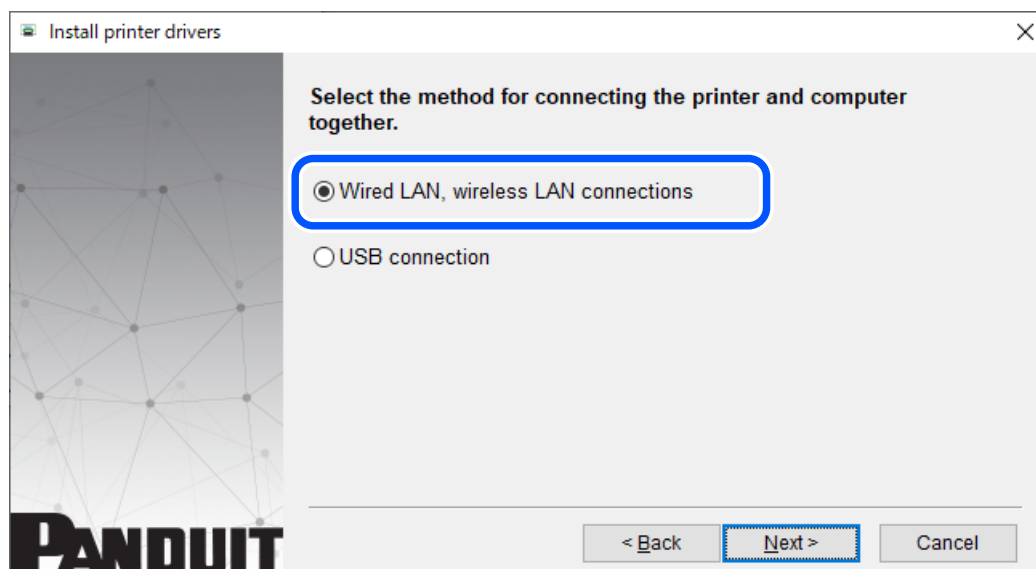 Install printer drivers
Select the method for connecting the printer and computer
together.
Wired LAN, wireless LAN connections
USB connection
PANDUIT
< Back
Next >
Cancel